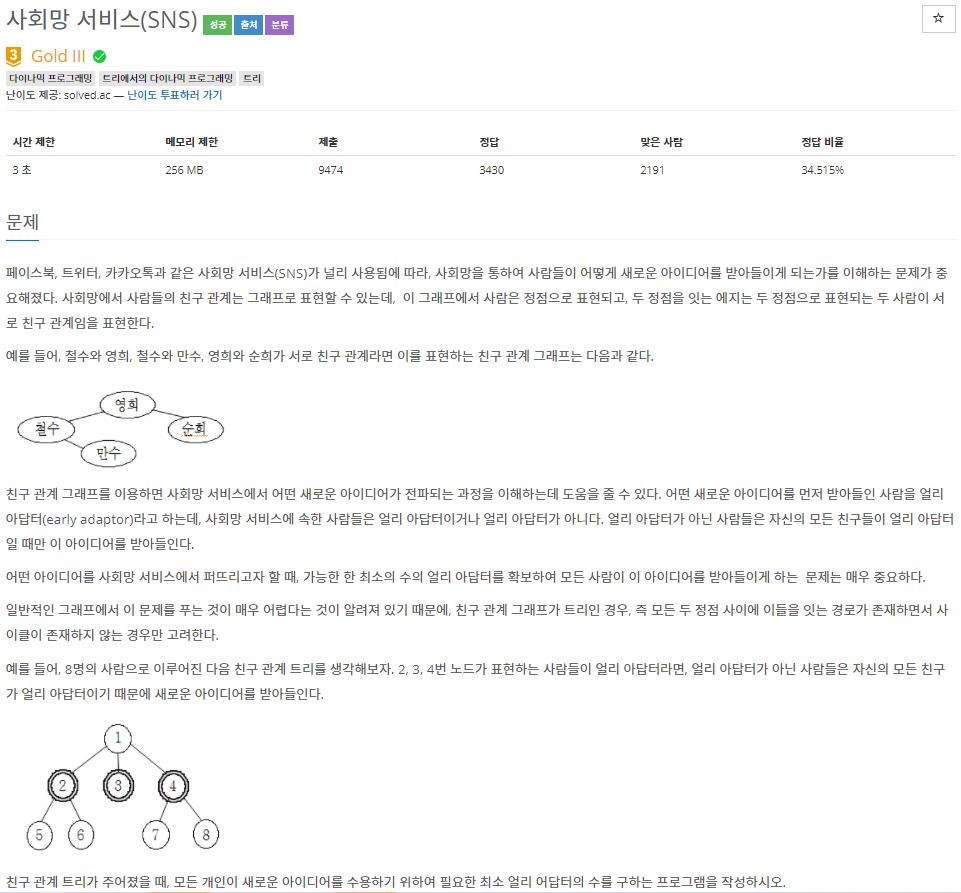 사회망 서비스(SNS) 성공 출처 분류
3 Gold III
다이나믹 프로그래밍 트리에서의 다이나믹 프로그래밍 트리
난이도 제공: solved.ac — 난이도 투표하러 가기
시간 제한 메모리 제한 제출 정답 맞은 사람 정답 비율
3 초 256 MB 9474 3430 2191 34.515%
문제
페이스북, 트위터, 카카오톡과 같은 사회망 서비스(SNS)가 널리 사용됨에 따라, 사회망을 통하여 사람들이 어떻게 새로운 아이디어를 받아들이게 되는가를 이해하는 문제가 중
요해졌다. 사회망에서 사람들의 친구 관계는 그래프로 표현할 수 있는데, 이 그래프에서 사람은 정점으로 표현되고, 두 정점을 잇는 에지는 두 정점으로 표현되는 두 사람이 서
로 친구 관계임을 표현한다.
예를 들어, 철수와 영희, 철수와 만수, 영희와 순희가 서로 친구 관계라면 이를 표현하는 친구 관계 그래프는 다음과 같다.
영희
철수 순회
만수
친구 관계 그래프를 이용하면 사회망 서비스에서 어떤 새로운 아이디어가 전파되는 과정을 이해하는데 도움을 줄 수 있다. 어떤 새로운 아이디어를 먼저 받아들인 사람을 얼리
아답터(early adaptor)라고 하는데, 사회망 서비스에 속한 사람들은 얼리 아답터이거나 얼리 아답터가 아니다. 얼리 아답터가 아닌 사람들은 자신의 모든 친구들이 얼리 아답터
일 때만 이 아이디어를 받아들인다.
어떤 아이디어를 사회망 서비스에서 퍼뜨리고자 할 때, 가능한 한 최소의 수의 얼리 아답터를 확보하여 모든 사람이 이 아이디어를 받아들이게 하는 문제는 매우 중요하다.
일반적인 그래프에서 이 문제를 푸는 것이 매우 어렵다는 것이 알려져 있기 때문에, 친구 관계 그래프가 트리인 경우, 즉 모든 두 정점 사이에 이들을 잇는 경로가 존재하면서 사
이클이 존재하지 않는 경우만 고려한다.
예를 들어, 8명의 사람으로 이루어진 다음 친구 관계 트리를 생각해보자. 2, 3, 4번 노드가 표현하는 사람들이 얼리 아답터라면, 얼리 아답터가 아닌 사람들은 자신의 모든 친구
가 얼리 아답터이기 때문에 새로운 아이디어를 받아들인다.
1
2 3 4
5 6 7 8
친구 관계 트리가 주어졌을 때, 모든 개인이 새로운 아이디어를 수용하기 위하여 필요한 최소 얼리 어답터의 수를 구하는 프로그램을 작성하시오.